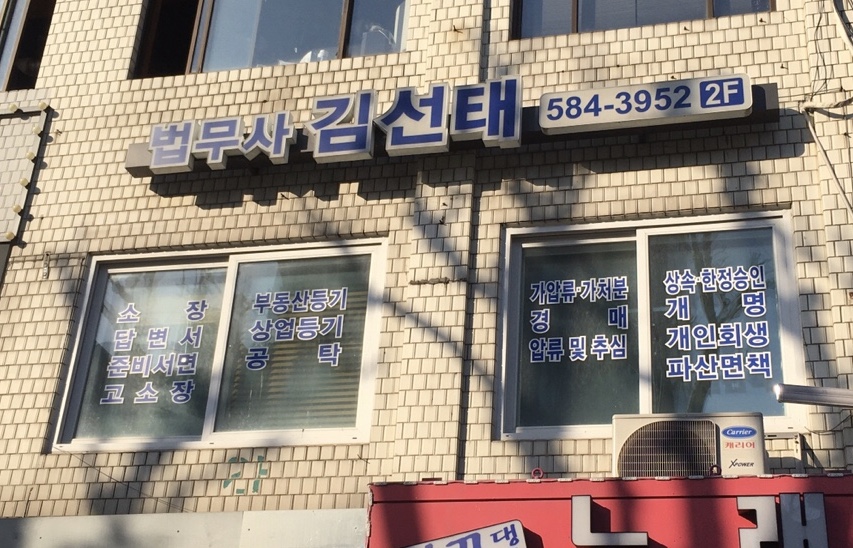 법무사 김선태 584-3952 2F
소 장
답변서
준비서면
고소장
부동산등기
상업등기
공 탁
가압류·가처분
경 매
압류 및 추심
상속·한정승인
개 명
개인회생
파산면책
Carrier
캐리어
XPOWER
노래